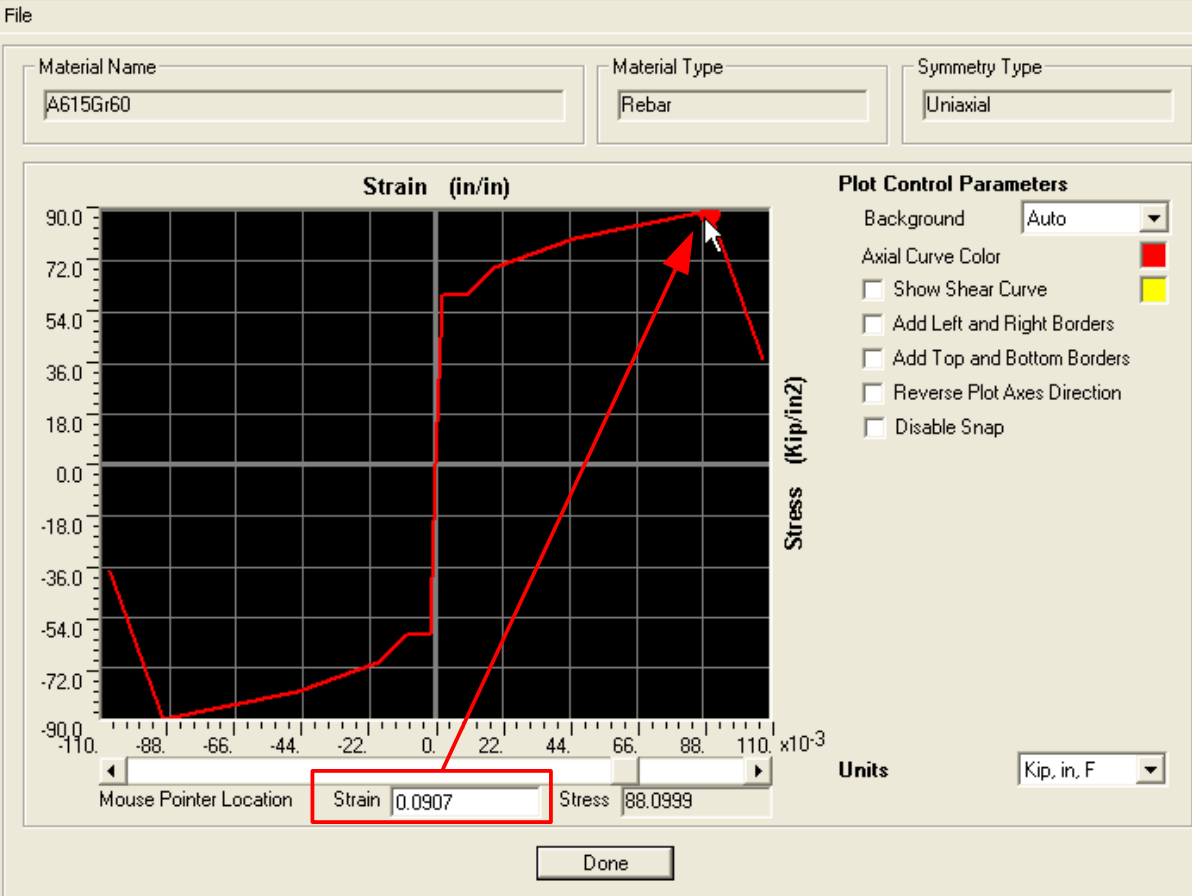 File
Material Name
Material Type
Symmetry Type
A615Gr60
Rebar
Uniaxial
Strain (in/in)
90.0
72.0
54.0
36.0
18.0
0.0
-18.0
-36.0
-54.0
-72.0
-90.0
-110. -88. -66. -44. -22. 0. 22. 44. 66. 88. 110. x10-3
Stress (Kip/in2)
Mouse Pointer Location Strain 0.0907 Stress 88.0999
Plot Control Parameters
Background Auto
Axial Curve Color
Show Shear Curve
Add Left and Right Borders
Add Top and Bottom Borders
Reverse Plot Axes Direction
Disable Snap
Units Kip, in, F
Done